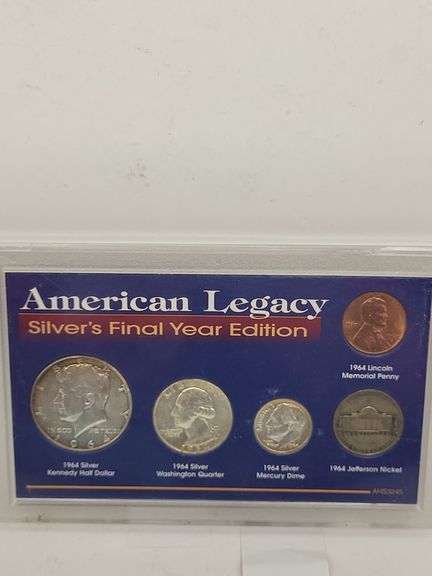 American Legacy
Silver's Final Year Edition
1964 Lincoln
Memorial Penny
1964 Silver
Kennedy Half Dollar
1964 Silver
Washington Quarter
1964 Silver
Mercury Dime
1964 Jefferson Nickel